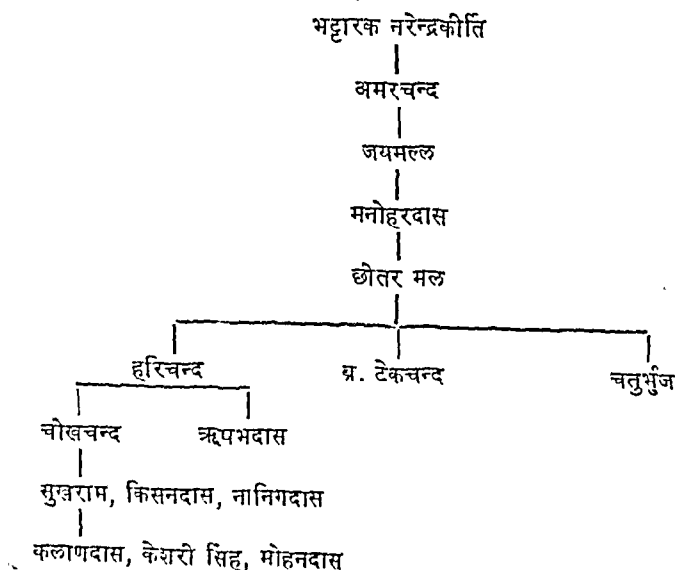 भट्टारक नरेन्द्रकीर्ति
अमरचन्द
जयमल्ल
मनोहरदास
छीतर मल
हरिचन्द ब्र. टेकचन्द चतुर्भुज
चोखचन्द ऋषभदास
सुखराम, किसनदास, नानिगदास
कलाणदास, केशरी सिंह, मोहनदास